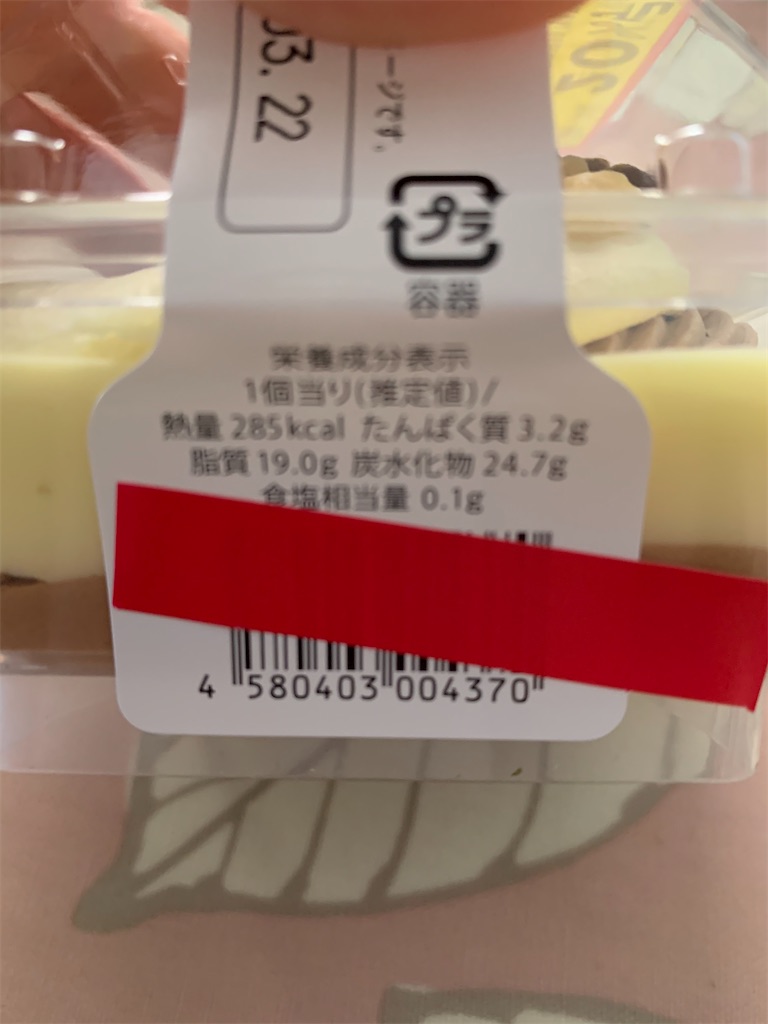 3. 22
ージです。
プラ
容器
栄養成分表示
1個当り(推定値)/
熱量 285kcal たんぱく質 3.2g
脂質 19.0g 炭水化物 24.7g
食塩相当量 0.1g
4 580403 004370